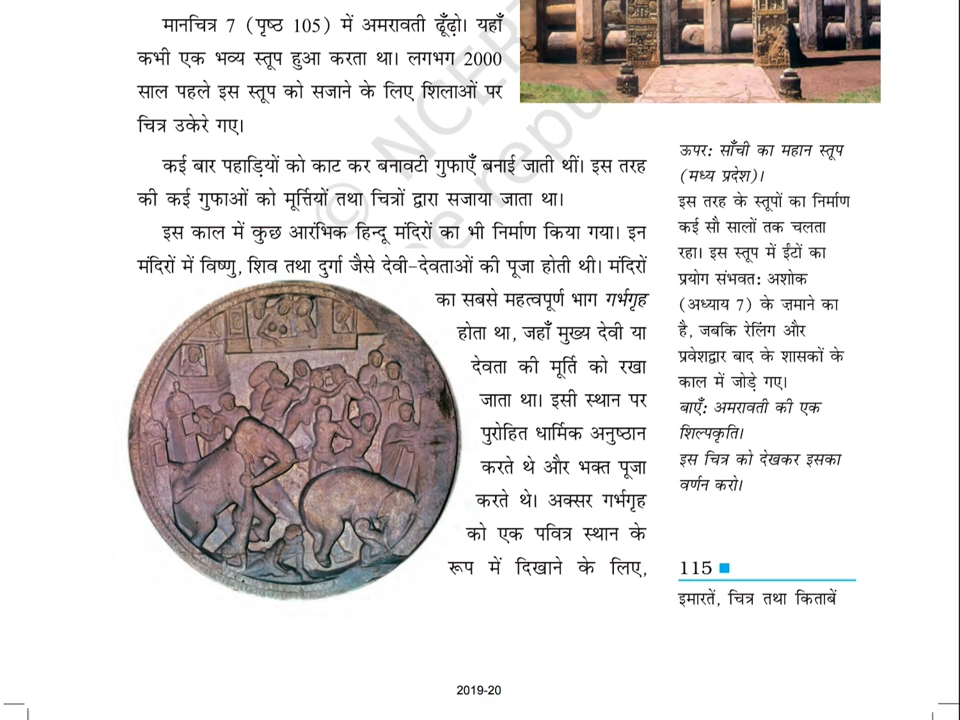 मानचित्र 7 (पृष्ठ 105) में अमरावती ढूँढ़ो। यहाँ
कभी एक भव्य स्तूप हुआ करता था। लगभग 2000
साल पहले इस स्तूप को सजाने के लिए शिलाओं पर
चित्र उकेरे गए।
कई बार पहाड़ियों को काट कर बनावटी गुफाएँ बनाई जाती थीं। इस तरह
की कई गुफाओं को मूर्त्तियों तथा चित्रों द्वारा सजाया जाता था।
इस काल में कुछ आरंभिक हिन्दू मंदिरों का भी निर्माण किया गया। इन
मंदिरों में विष्णु, शिव तथा दुर्गा जैसे देवी-देवताओं की पूजा होती थी। मंदिरों
का सबसे महत्वपूर्ण भाग गर्भगृह
होता था, जहाँ मुख्य देवी या
देवता की मूर्ति को रखा
जाता था। इसी स्थान पर
पुरोहित धार्मिक अनुष्ठान
करते थे और भक्त पूजा
करते थे। अक्सर गर्भगृह
को एक पवित्र स्थान के
रूप में दिखाने के लिए,
ऊपर: साँची का महान स्तूप
(मध्य प्रदेश)।
इस तरह के स्तूपों का निर्माण
कई सौ सालों तक चलता
रहा। इस स्तूप में ईंटों का
प्रयोग संभवत: अशोक
(अध्याय 7) के ज़माने का
है, जबकि रेलिंग और
प्रवेशद्वार बाद के शासकों के
काल में जोड़े गए।
बाएँ: अमरावती की एक
शिल्पकृति।
इस चित्र को देखकर इसका
वर्णन करो।
115
इमारतें, चित्र तथा किताबें
2019-20
© NCERT
be repu